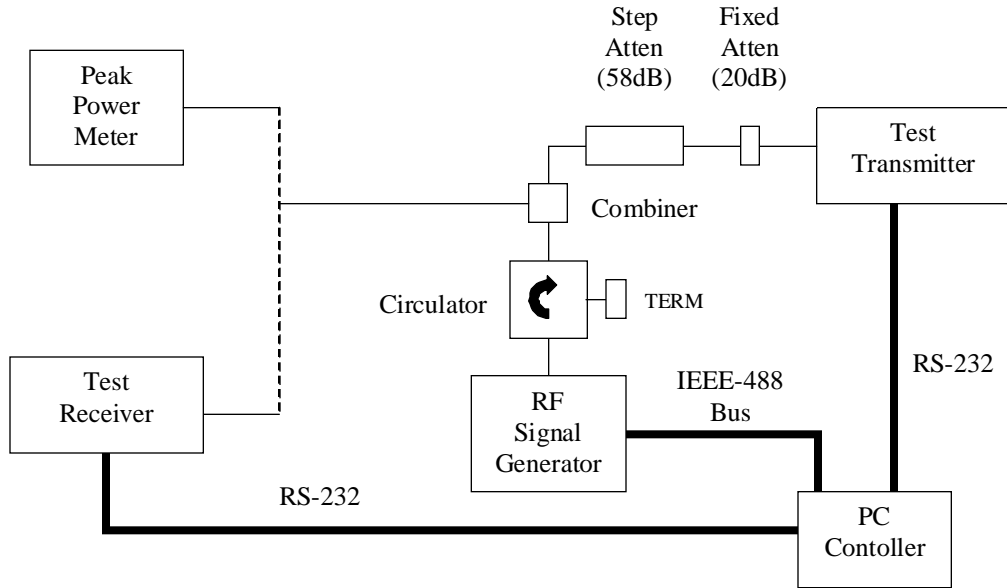 Step
Atten
(58dB)
Fixed
Atten
(20dB)
Peak
Power
Meter
Test
Transmitter
Combiner
Circulator
TERM
Test
Receiver
RF
Signal
Generator
IEEE-488
Bus
RS-232
RS-232
PC
Contoller